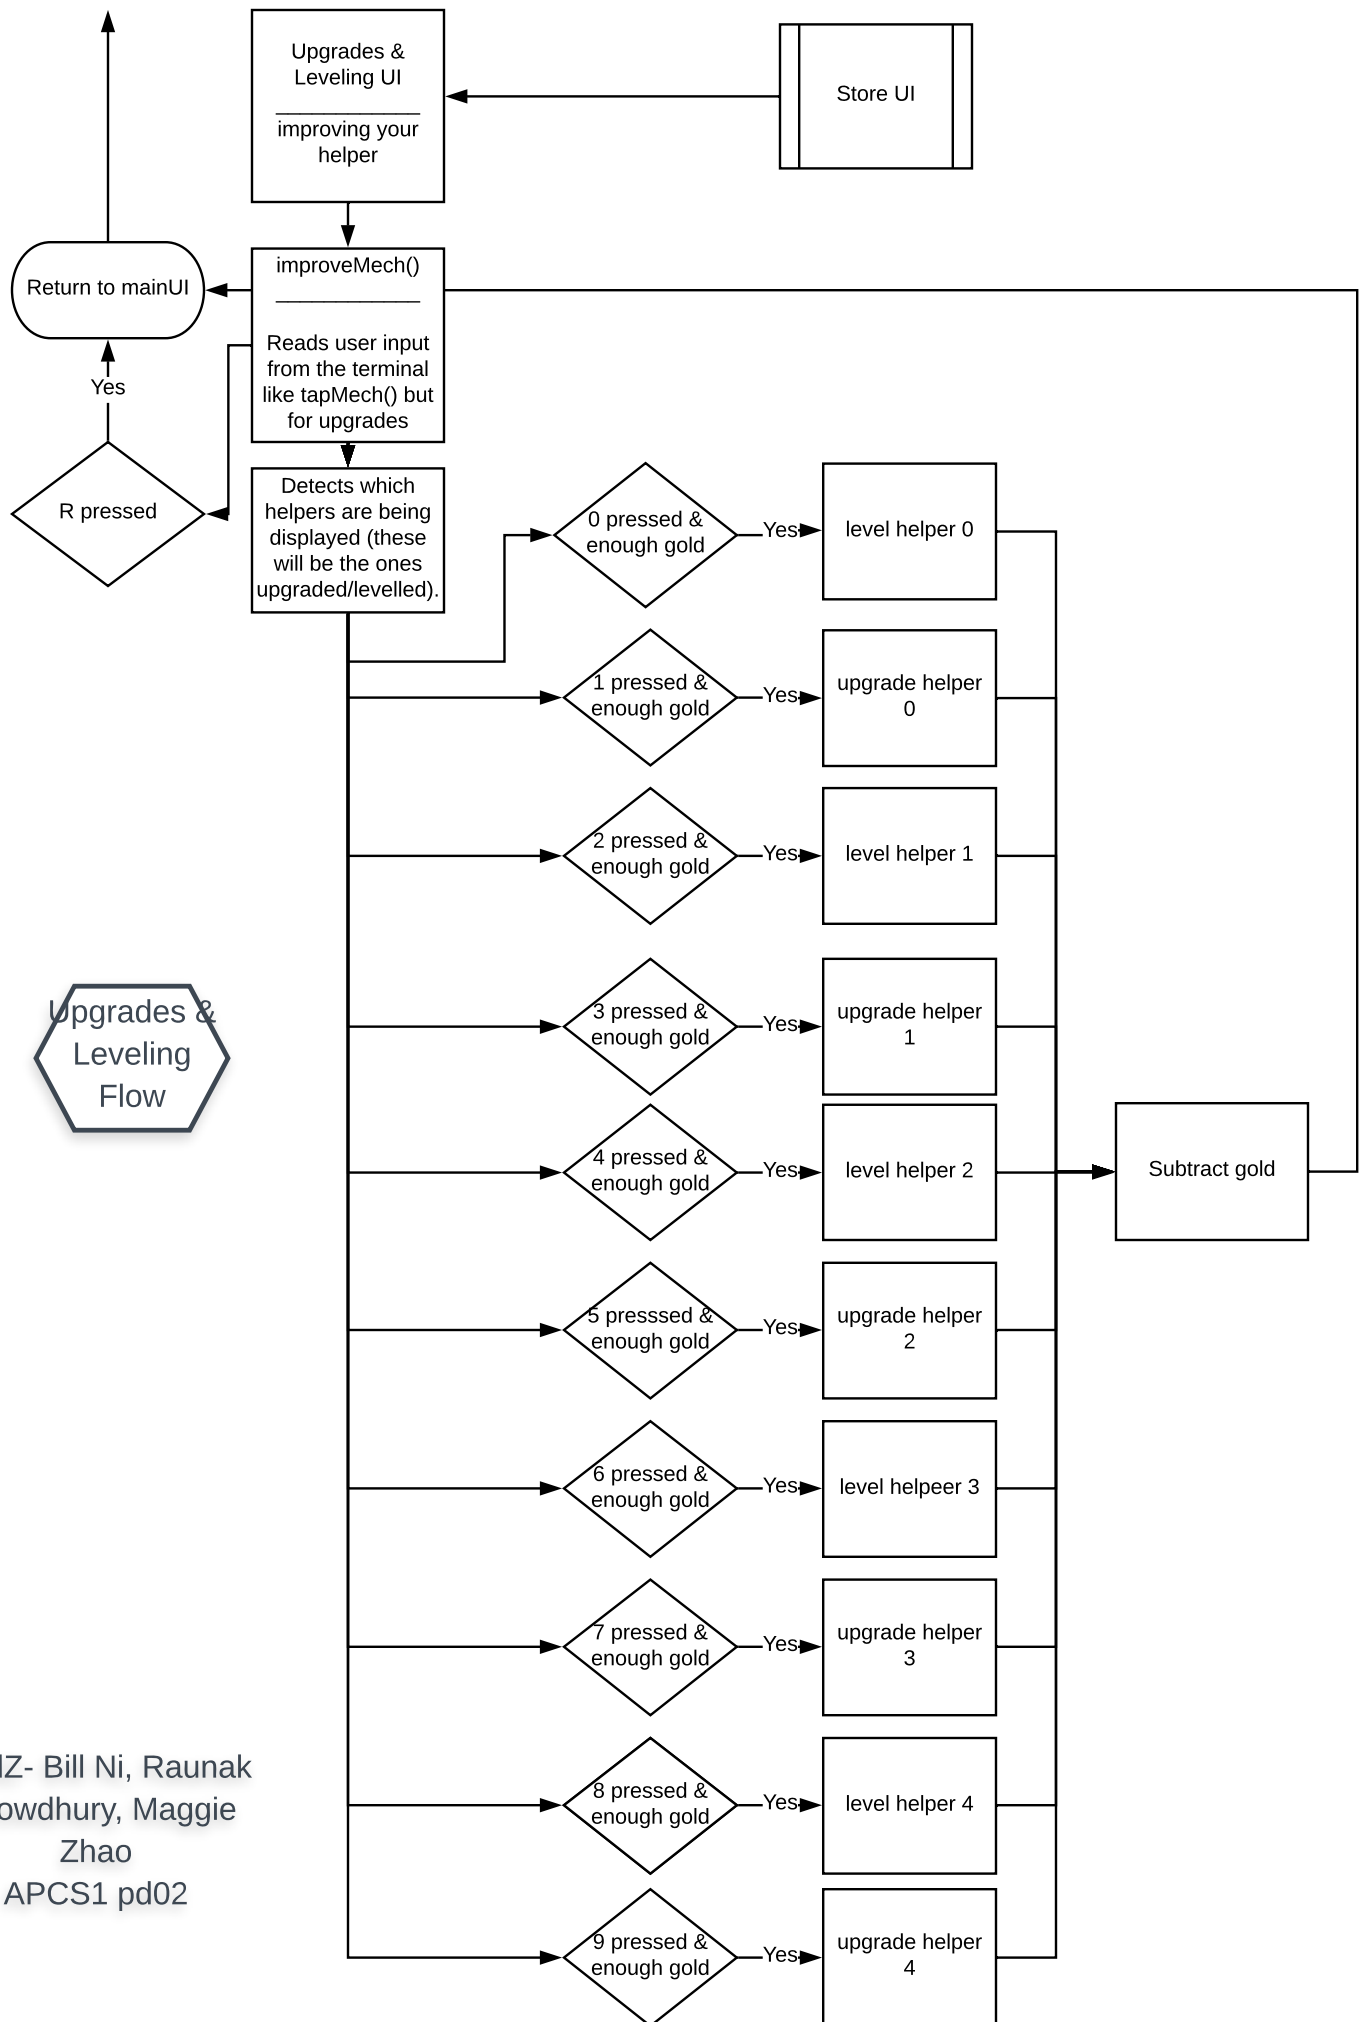 Upgrades &
Leveling UI
____________
improving your
helper
Store UI
Return to mainUI
improveMech()
____________
Reads user input
from the terminal
like tapMech() but
for upgrades
Yes
R pressed
Detects which
helpers are being
displayed (these
will be the ones
upgraded/levelled).
0 pressed &
enough gold
Yes
level helper 0
1 pressed &
enough gold
Yes
upgrade helper
0
2 pressed &
enough gold
Yes
level helper 1
3 pressed &
enough gold
Yes
upgrade helper
1
4 pressed &
enough gold
Yes
level helper 2
5 presssed &
enough gold
Yes
upgrade helper
2
6 pressed &
enough gold
Yes
level helpeer 3
7 pressed &
enough gold
Yes
upgrade helper
3
8 pressed &
enough gold
Yes
level helper 4
9 pressed &
enough gold
Yes
upgrade helper
4
Subtract gold
Upgrades &
Leveling
Flow
Bill Ni, Raunak
owdhury, Maggie
Zhao
APCS1 pd02